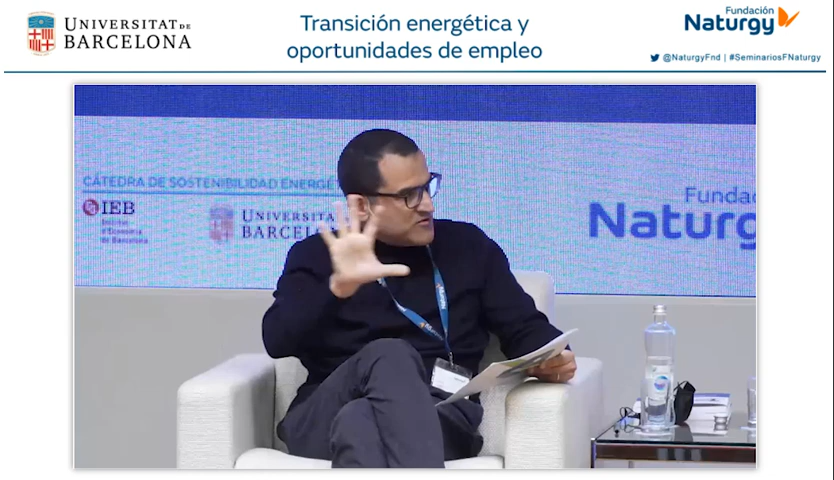 UNIVERSITAT DE
BARCELONA
Transición energética y
oportunidades de empleo
Fundación
Naturgy
@NaturgyFnd | #SeminariosFNaturgy
CÁTEDRA DE SOSTENIBILIDAD ENERGÉ
IEB
Institut
d'Economia
de Barcelona
UNIVERSITA
BARCELON
Fundac
Naturg